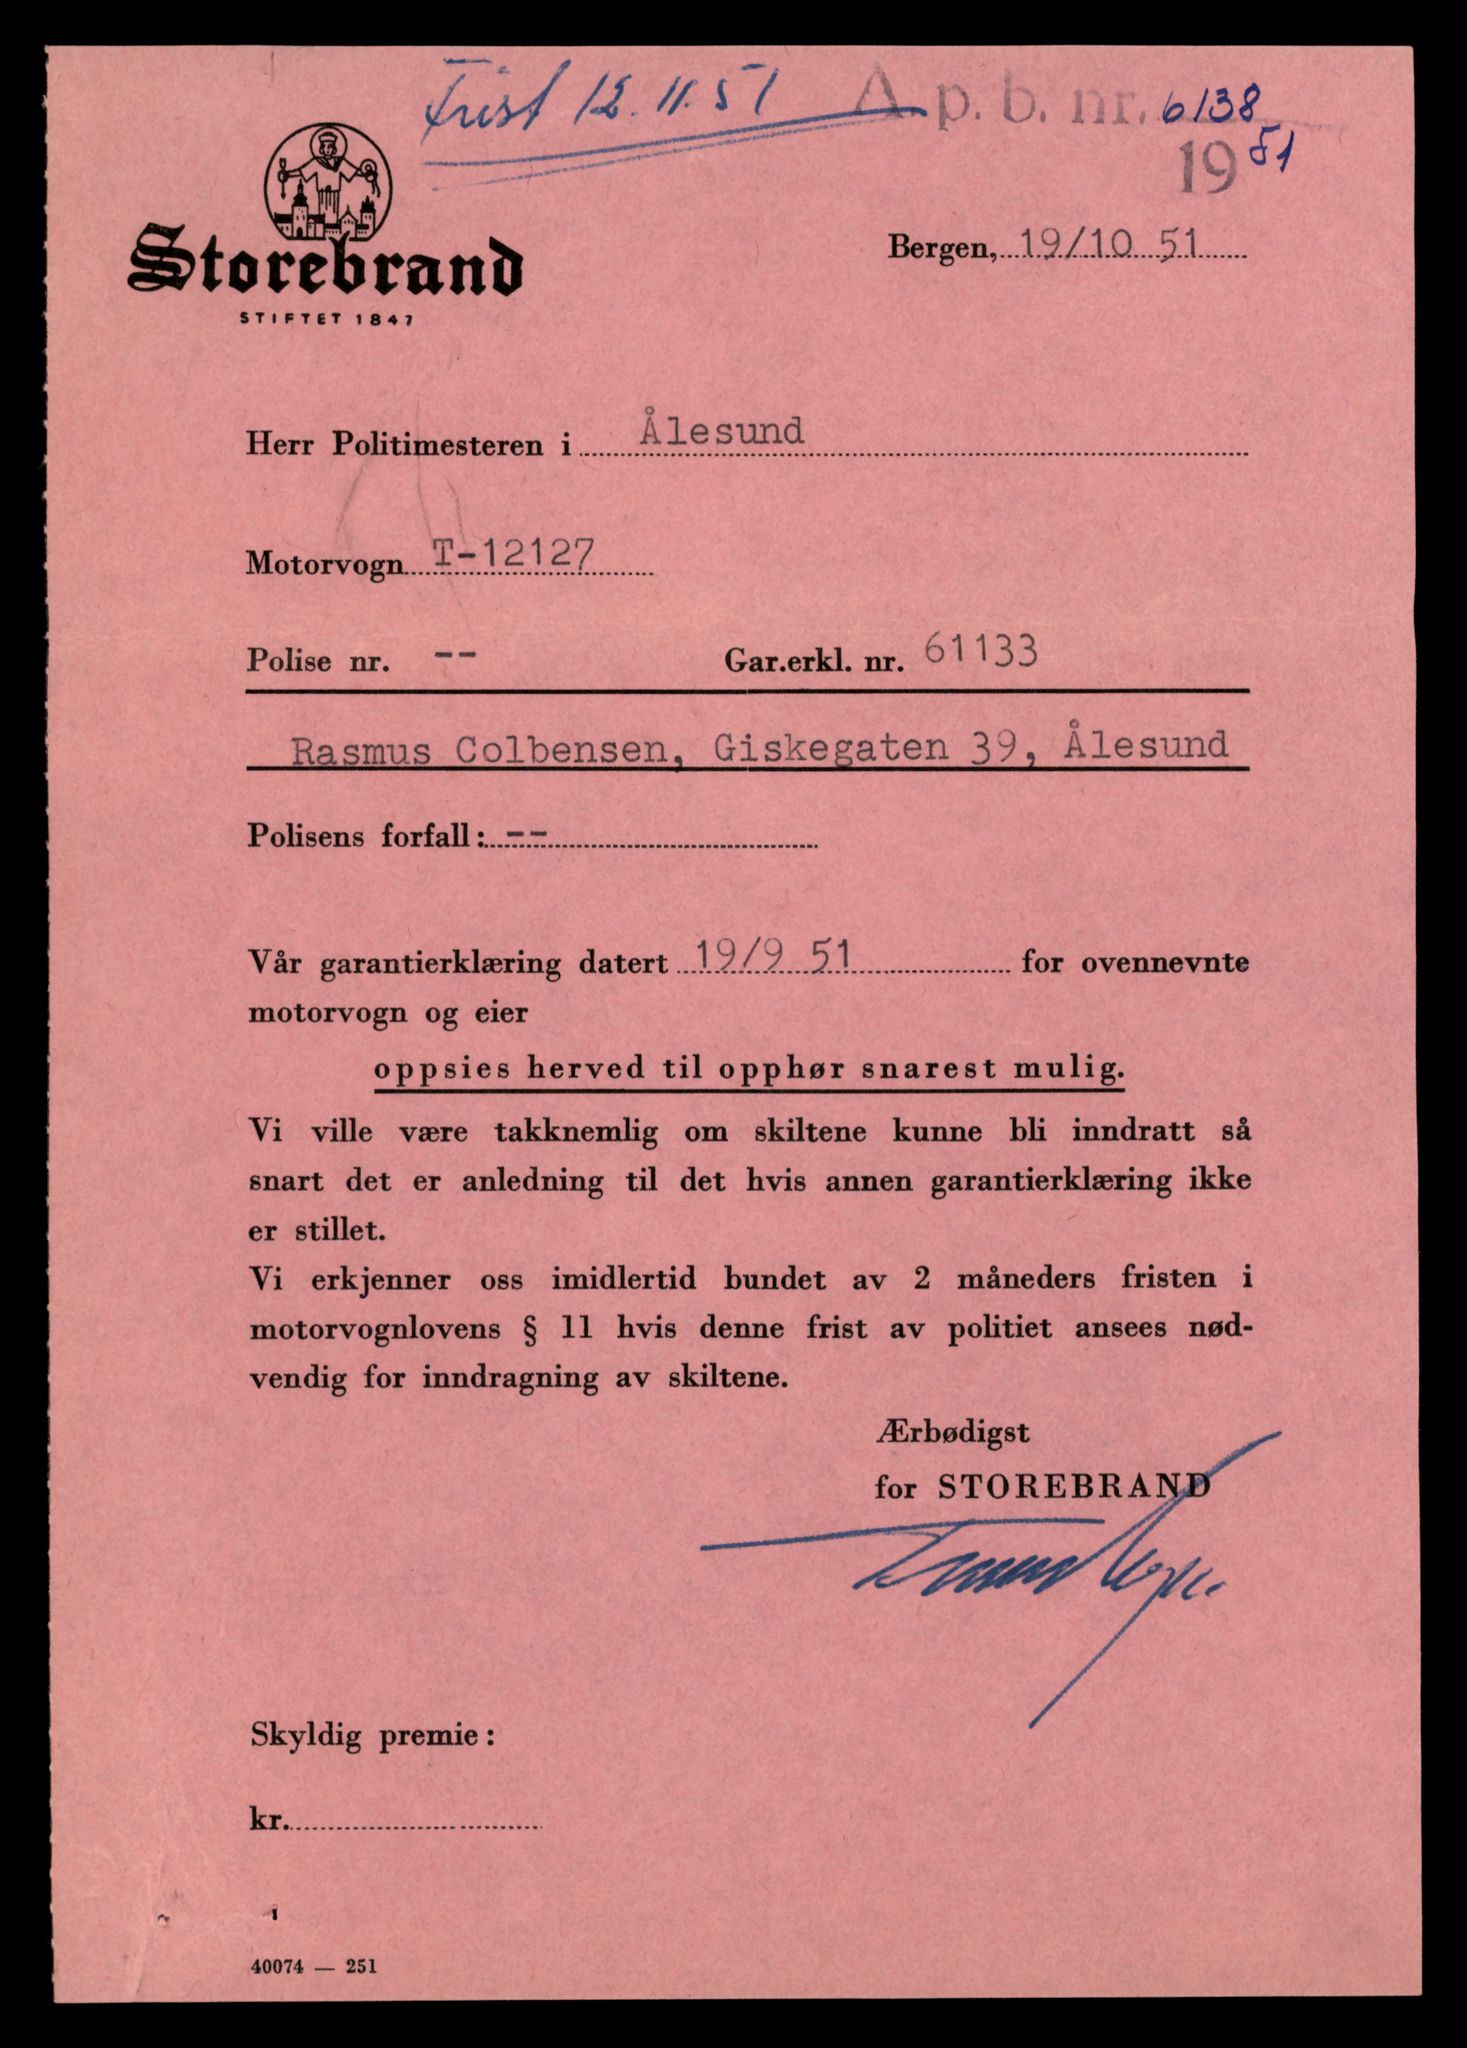 Frist 12.11.51
A.p.b. nr. 6138
1951
Storebrand
STIFTET 1847
Bergen, 19/10 51
Herr Politimesteren i Ålesund
Motorvogn T-12127
Polise nr. -- Gar.erkl. nr. 61133
Rasmus Colbensen, Giskegaten 39, Ålesund
Polisens forfall: --
Vår garantierklæring datert 19/9 51 for ovennevnte
motorvogn og eier
oppsies herved til opphør snarest mulig.
Vi ville være takknemlig om skiltene kunne bli inndratt så
snart det er anledning til det hvis annen garantierklæring ikke
er stillet.
Vi erkjenner oss imidlertid bundet av 2 måneders fristen i
motorvognlovens § 11 hvis denne frist av politiet ansees nød-
vendig for inndragning av skiltene.
Ærbødigst
for STOREBRAND
Skyldig premie:
kr.
40074 — 251